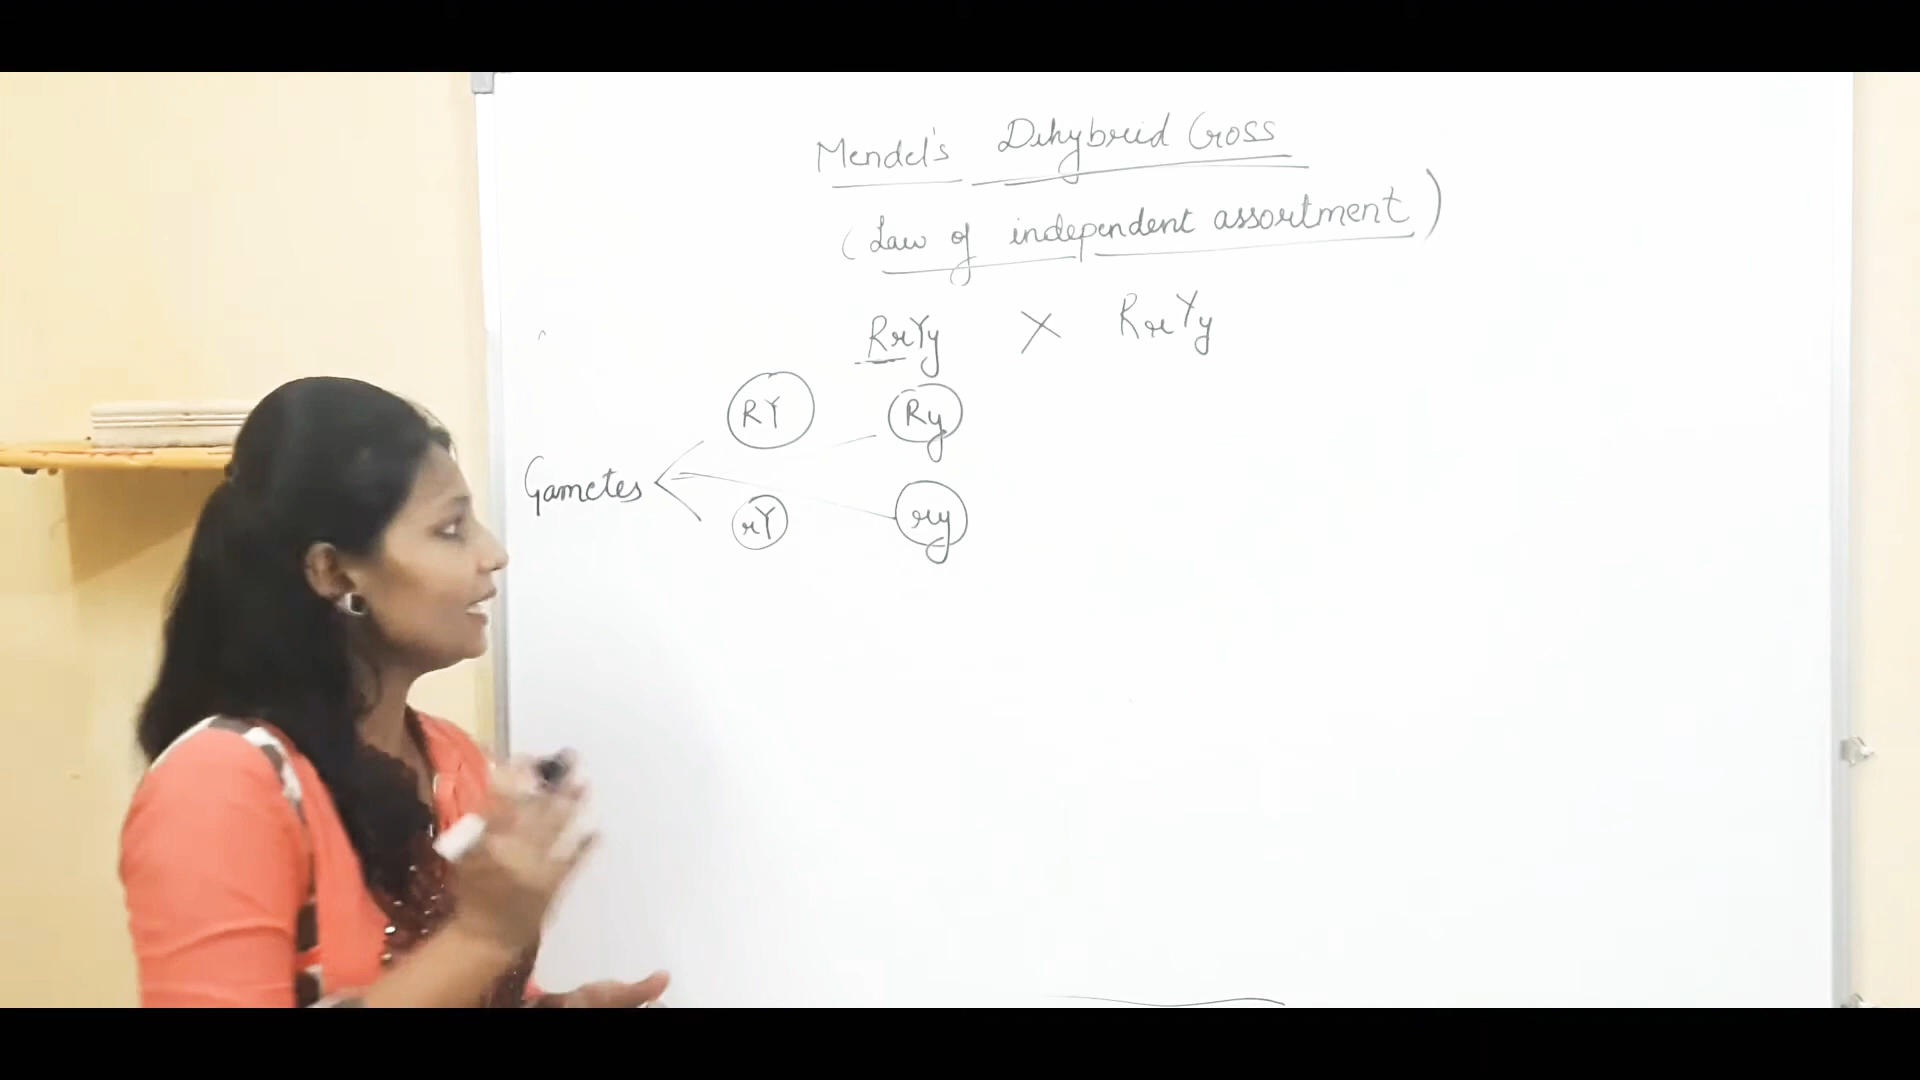 Mendel's Dihybrid Cross
(Law of independent assortment)
RrYy X RrYy
RY Ry
Gametes
rY ry